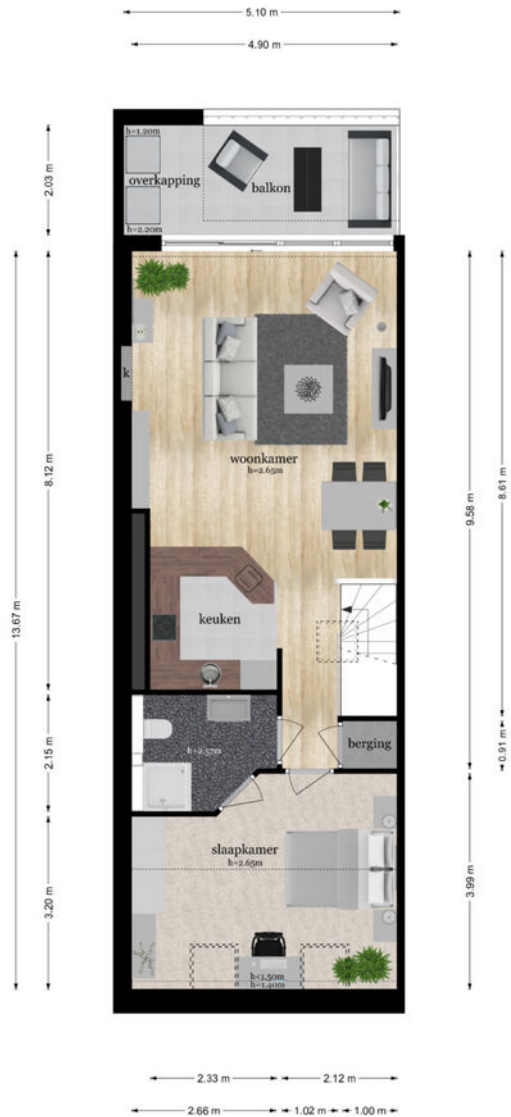 5.10 m
4.90 m
h=1.20m
overkapping
balkon
h=2.20m
2.03 m
woonkamer
h=2.65m
8.12 m
8.61 m
9.58 m
13.67 m
keuken
h=2.57m
berging
0.91 m
2.15 m
slaapkamer
h=2.65m
3.20 m
3.99 m
h<1.50m
h=1.40m
2.33 m
2.12 m
2.66 m
1.02 m
1.00 m